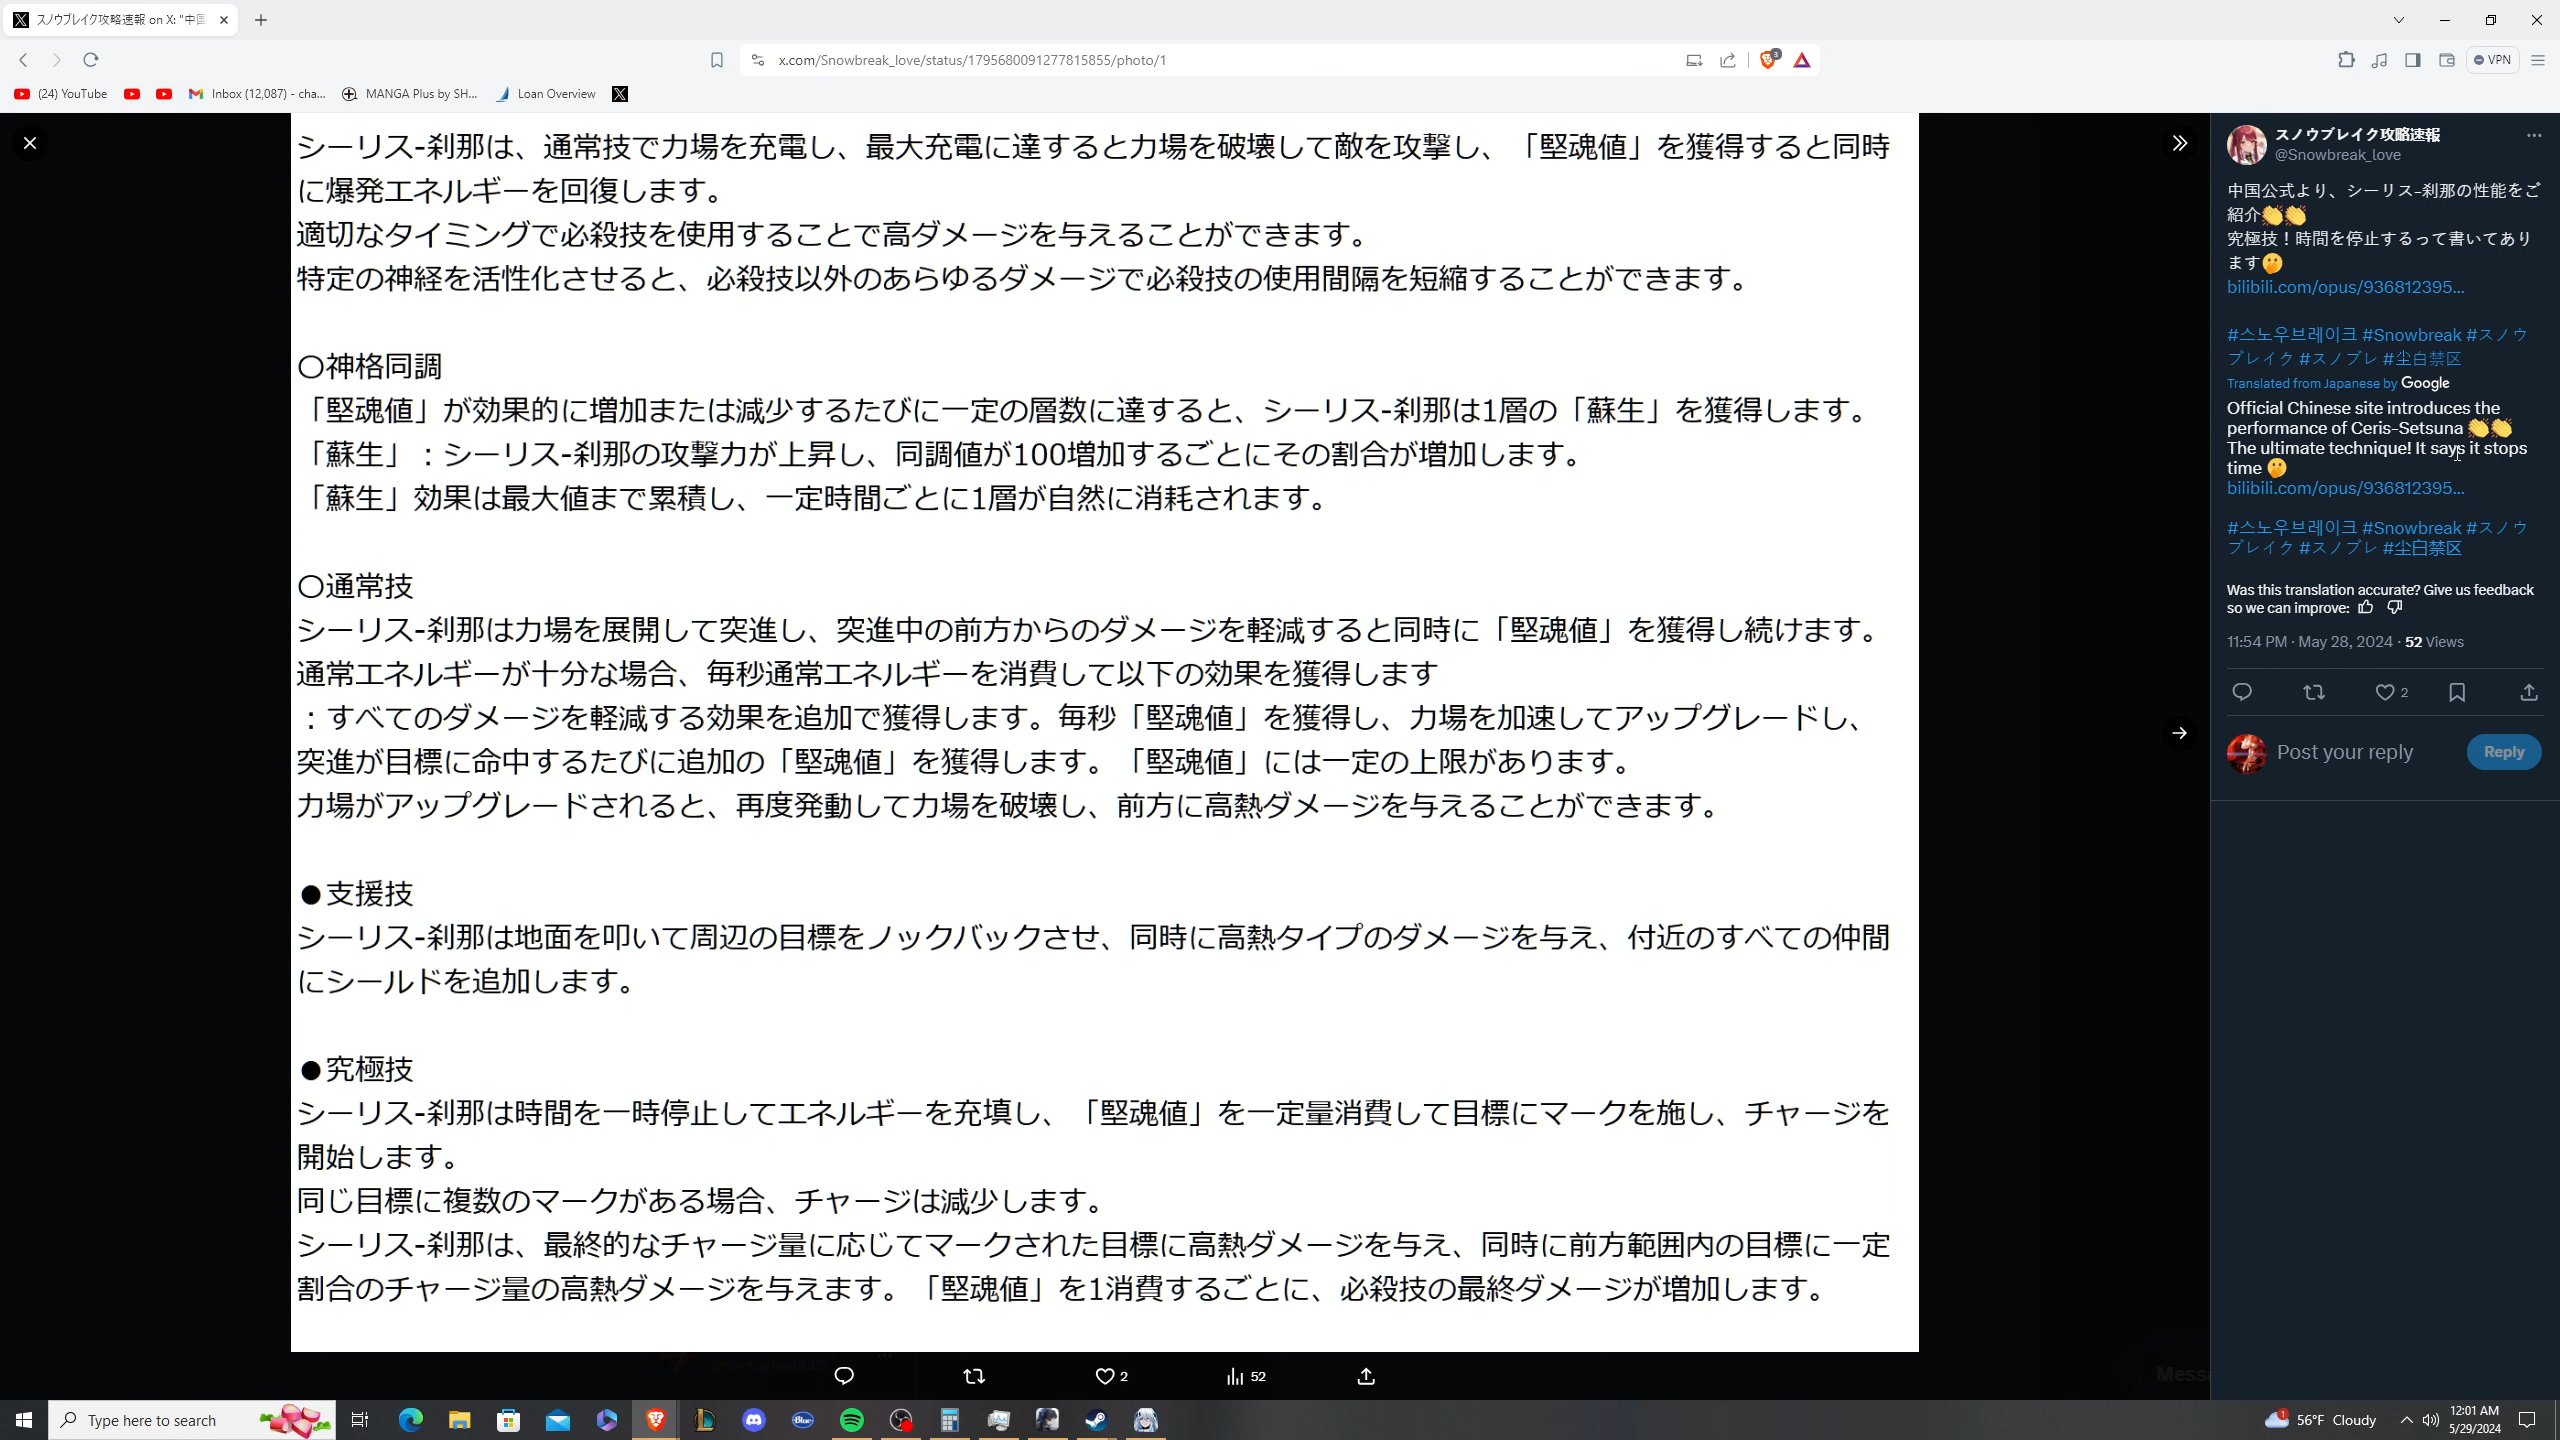 スノウブレイク攻略速報 on X: "中国
x.com/Snowbreak_love/status/1795680091277815855/photo/1
3
VPN
(24) YouTube
Inbox (12,087) - cha...
MANGA Plus by SH...
Loan Overview
シーリス-刹那は、通常技で力場を充電し、最大充電に達すると力場を破壊して敵を攻撃し、「堅魂値」を獲得すると同時
に爆発エネルギーを回復します。
適切なタイミングで必殺技を使用することで高ダメージを与えることができます。
特定の神経を活性化させると、必殺技以外のあらゆるダメージで必殺技の使用間隔を短縮することができます。
〇神格同調
「堅魂値」が効果的に増加または減少するたびに一定の層数に達すると、シーリス-刹那は1層の「蘇生」を獲得します。
「蘇生」：シーリス-刹那の攻撃力が上昇し、同調値が100増加するごとにその割合が増加します。
「蘇生」効果は最大値まで累積し、一定時間ごとに1層が自然に消耗されます。
〇通常技
シーリス-刹那は力場を展開して突進し、突進中の前方からのダメージを軽減すると同時に「堅魂値」を獲得し続けます。
通常エネルギーが十分な場合、毎秒通常エネルギーを消費して以下の効果を獲得します
：すべてのダメージを軽減する効果を追加で獲得します。毎秒「堅魂値」を獲得し、力場を加速してアップグレードし、
突進が目標に命中するたびに追加の「堅魂値」を獲得します。「堅魂値」には一定の上限があります。
力場がアップグレードされると、再度発動して力場を破壊し、前方に高熱ダメージを与えることができます。
●支援技
シーリス-刹那は地面を叩いて周辺の目標をノックバックさせ、同時に高熱タイプのダメージを与え、付近のすべての仲間
にシールドを追加します。
●究極技
シーリス-刹那は時間を一時停止してエネルギーを充填し、「堅魂値」を一定量消費して目標にマークを施し、チャージを
開始します。
同じ目標に複数のマークがある場合、チャージは減少します。
シーリス-刹那は、最終的なチャージ量に応じてマークされた目標に高熱ダメージを与え、同時に前方範囲内の目標に一定
割合のチャージ量の高熱ダメージを与えます。「堅魂値」を1消費するごとに、必殺技の最終ダメージが増加します。
2
52
スノウブレイク攻略速報
@Snowbreak_love
中国公式より、シーリス-刹那の性能をご
紹介👏👏
究極技！時間を停止するって書いてあり
ます🫢
bilibili.com/opus/936812395...
#스노우브레이크 #Snowbreak #スノウ
ブレイク #スノブレ #尘白禁区
Translated from Japanese by Google
Official Chinese site introduces the
performance of Ceris-Setsuna 👏👏
The ultimate technique! It says it stops
time 🫢
bilibili.com/opus/936812395...
#스노우브레이크 #Snowbreak #スノウ
ブレイク #スノブレ #尘白禁区
Was this translation accurate? Give us feedback
so we can improve:
11:54 PM · May 28, 2024 · 52 Views
2
Post your reply
Reply
Type here to search
Blue
1
56°F Cloudy
12:01 AM
5/29/2024